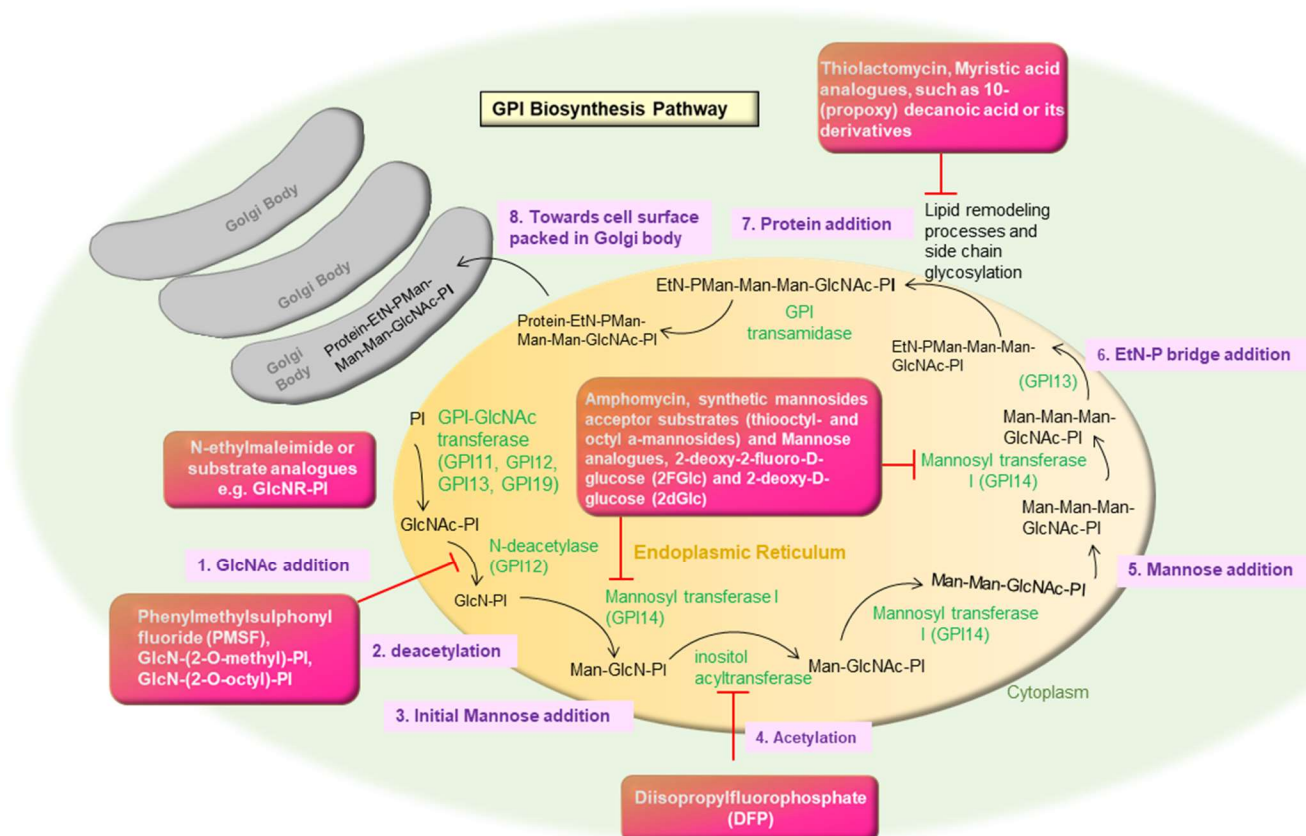 GPI Biosynthesis Pathway
Thiolactomycin, Myristic acid
analogues, such as 10-
(propoxy) decanoic acid or its
derivatives
Golgi Body
Golgi Body
Golgi
Body
Protein-EtN-PMan-
Man-Man-GlcNAc-PI
8. Towards cell surface
packed in Golgi body
7. Protein addition
Lipid remodeling
processes and
side chain
glycosylation
EtN-PMan-Man-Man-GlcNAc-PI
GPI
transamidase
Protein-EtN-PMan-
Man-Man-GlcNAc-PI
EtN-PMan-Man-Man-
GlcNAc-PI
6. EtN-P bridge addition
(GPI13)
Man-Man-Man-
GlcNAc-PI
Mannosyl transferase
I (GPI14)
Man-Man-Man-
GlcNAc-PI
Amphomycin, synthetic mannosides
acceptor substrates (thiooctyl- and
octyl a-mannosides) and Mannose
analogues, 2-deoxy-2-fluoro-D-
glucose (2FGlc) and 2-deoxy-D-
glucose (2dGlc)
PI
GPI-GlcNAc
transferase
(GPI11, GPI12,
GPI13, GPI19)
N-ethylmaleimide or
substrate analogues
e.g. GlcNR-PI
GlcNAc-PI
N-deacetylase
(GPI12)
Endoplasmic Reticulum
1. GlcNAc addition
GlcN-PI
Mannosyl transferase I
(GPI14)
Man-Man-GlcNAc-PI
5. Mannose addition
Mannosyl transferase
I (GPI14)
Phenylmethylsulphonyl
fluoride (PMSF),
GlcN-(2-O-methyl)-PI,
GlcN-(2-O-octyl)-PI
2. deacetylation
Man-GlcN-PI
inositol
acyltransferase
Man-GlcNAc-PI
Cytoplasm
3. Initial Mannose addition
4. Acetylation
Diisopropylfluorophosphate
(DFP)